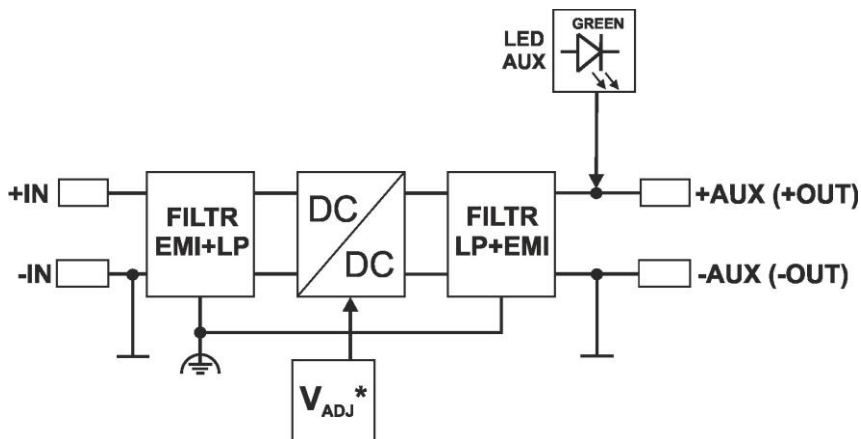 LED
AUX
GREEN
+IN
FILTR
EMI+LP
DC
DC
FILTR
LP+EMI
+AUX (+OUT)
-IN
-AUX (-OUT)
VADJ*